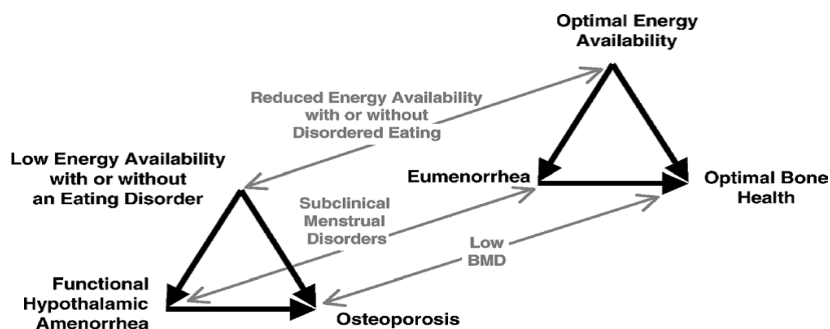 Optimal Energy
Availability
Reduced Energy Availability
with or without
Disordered Eating
Low Energy Availability
with or without
an Eating Disorder
Eumenorrhea
Optimal Bone
Health
Subclinical
Menstrual
Disorders
Low
BMD
Functional
Hypothalamic
Amenorrhea
Osteoporosis